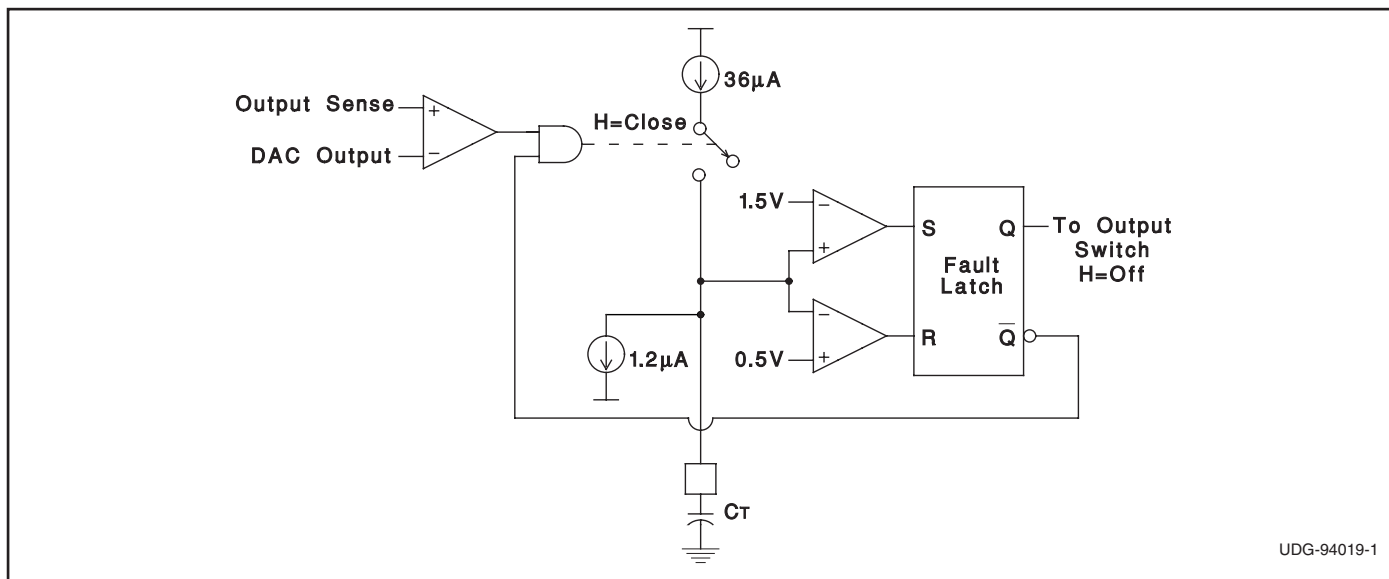 36µA
Output Sense
+
H=Close
DAC Output
−
1.5V
−
+
S
Q
To Output
Switch
H=Off
Fault
Latch
1.2µA
−
0.5V
+
R
Q̅
CT
UDG-94019-1